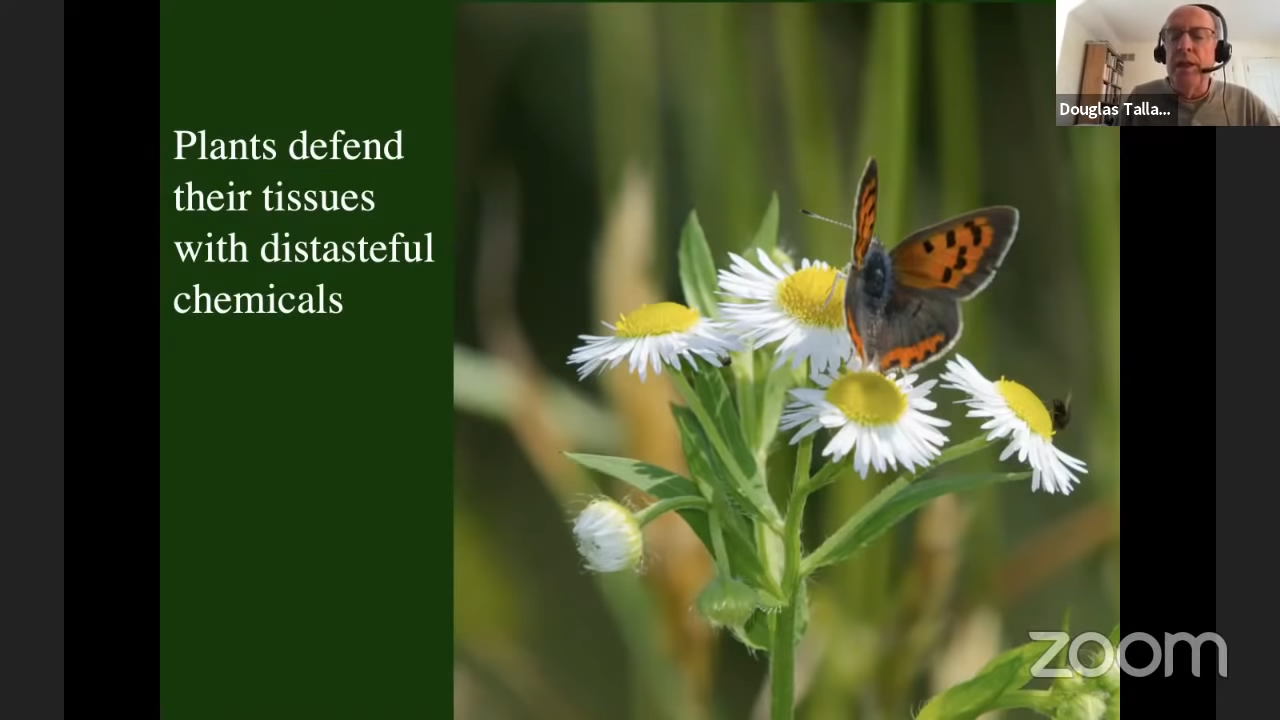 Plants defend
their tissues
with distasteful
chemicals
Douglas Talla...
zoom